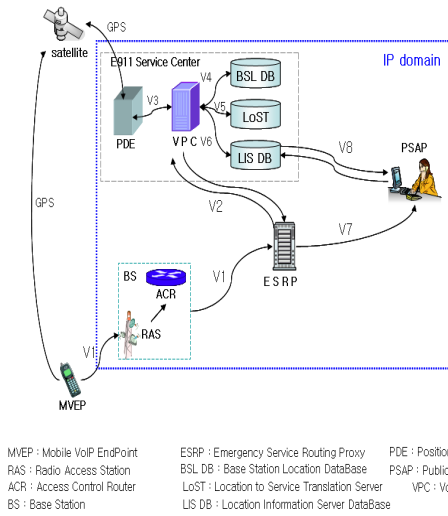 GPS
satellite
IP domain
E911 Service Center
V4
BSL DB
V3
V5
LoST
PDE
VPC
V6
LIS DB
V8
PSAP
GPS
V2
V7
ESRP
BS
V1
ACR
RAS
V1
MVEP
MVEP : Mobile VoIP EndPoint
ESRP : Emergency Service Routing Proxy
PDE : Position
RAS : Radio Access Station
BSL DB : Base Station Location DataBase
PSAP : Public
ACR : Access Control Router
LoST : Location to Service Translation Server
VPC : Vo
BS : Base Station
LIS DB : Location Information Server DataBase